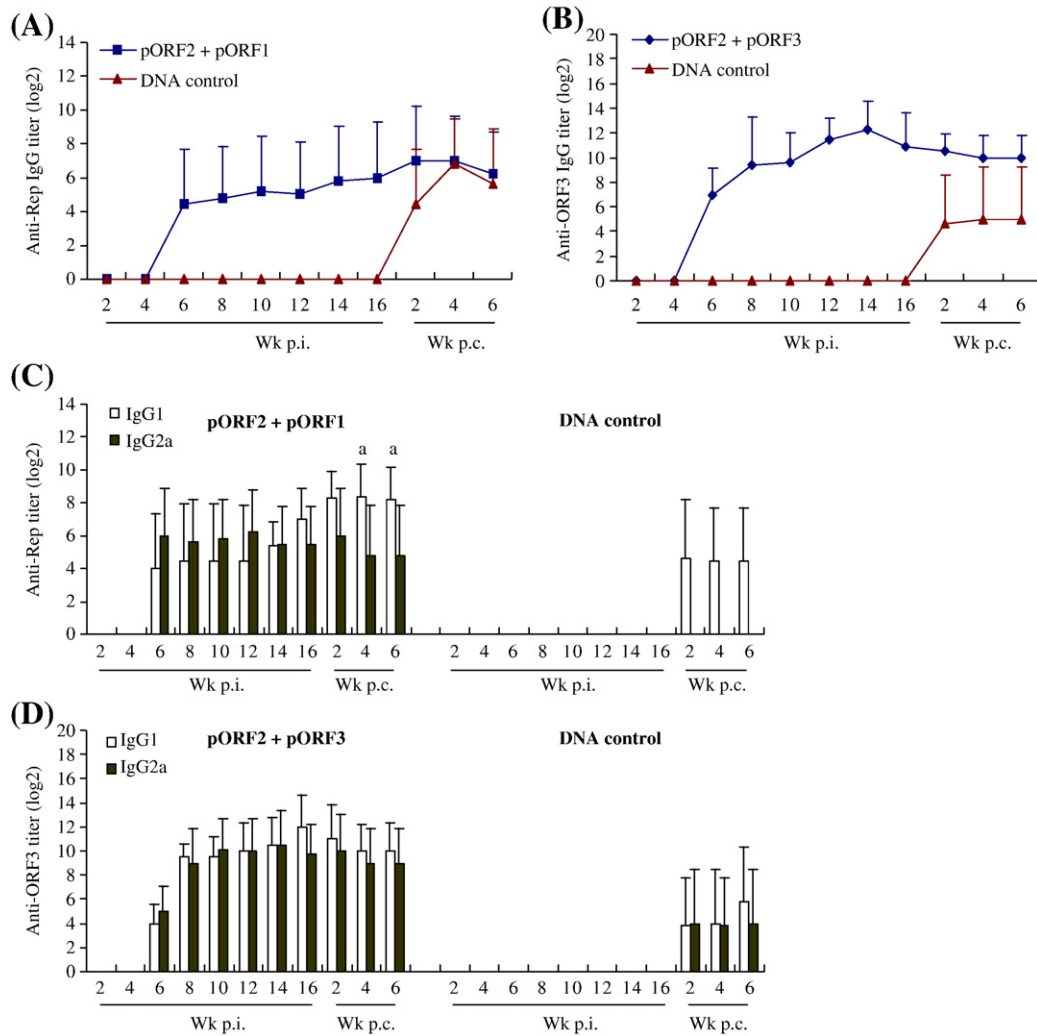 (A)
Anti-Rep IgG titer (log2)
14
12
10
8
6
4
2
0
pORF2 + pORF1
DNA control
2 4 6 8 10 12 14 16 2 4 6
Wk p.i. Wk p.c.
(B)
Anti-ORF3 IgG titer (log2)
20
18
16
14
12
10
8
6
4
2
0
pORF2 + pORF3
DNA control
2 4 6 8 10 12 14 16 2 4 6
Wk p.i. Wk p.c.
(C)
Anti-Rep titer (log2)
14
12
10
8
6
4
2
0
IgG1
IgG2a
pORF2 + pORF1 DNA control
a a
2 4 6 8 10 12 14 16 2 4 6 2 4 6 8 10 12 14 16 2 4 6
Wk p.i. Wk p.c. Wk p.i. Wk p.c.
(D)
Anti-ORF3 titer (log2)
20
18
16
14
12
10
8
6
4
2
0
IgG1
IgG2a
pORF2 + pORF3 DNA control
2 4 6 8 10 12 14 16 2 4 6 2 4 6 8 10 12 14 16 2 4 6
Wk p.i. Wk p.c. Wk p.i. Wk p.c.